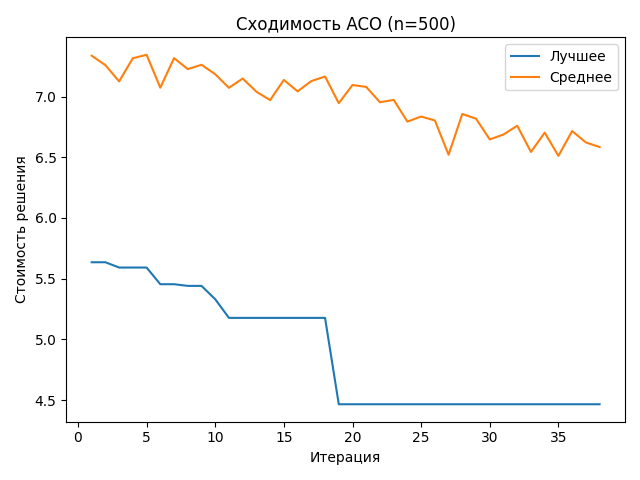 Сходимость ACO (n=500)
Лучшее
Среднее
Стоимость решения
7.0
6.5
6.0
5.5
5.0
4.5
0 5 10 15 20 25 30 35
Итерация